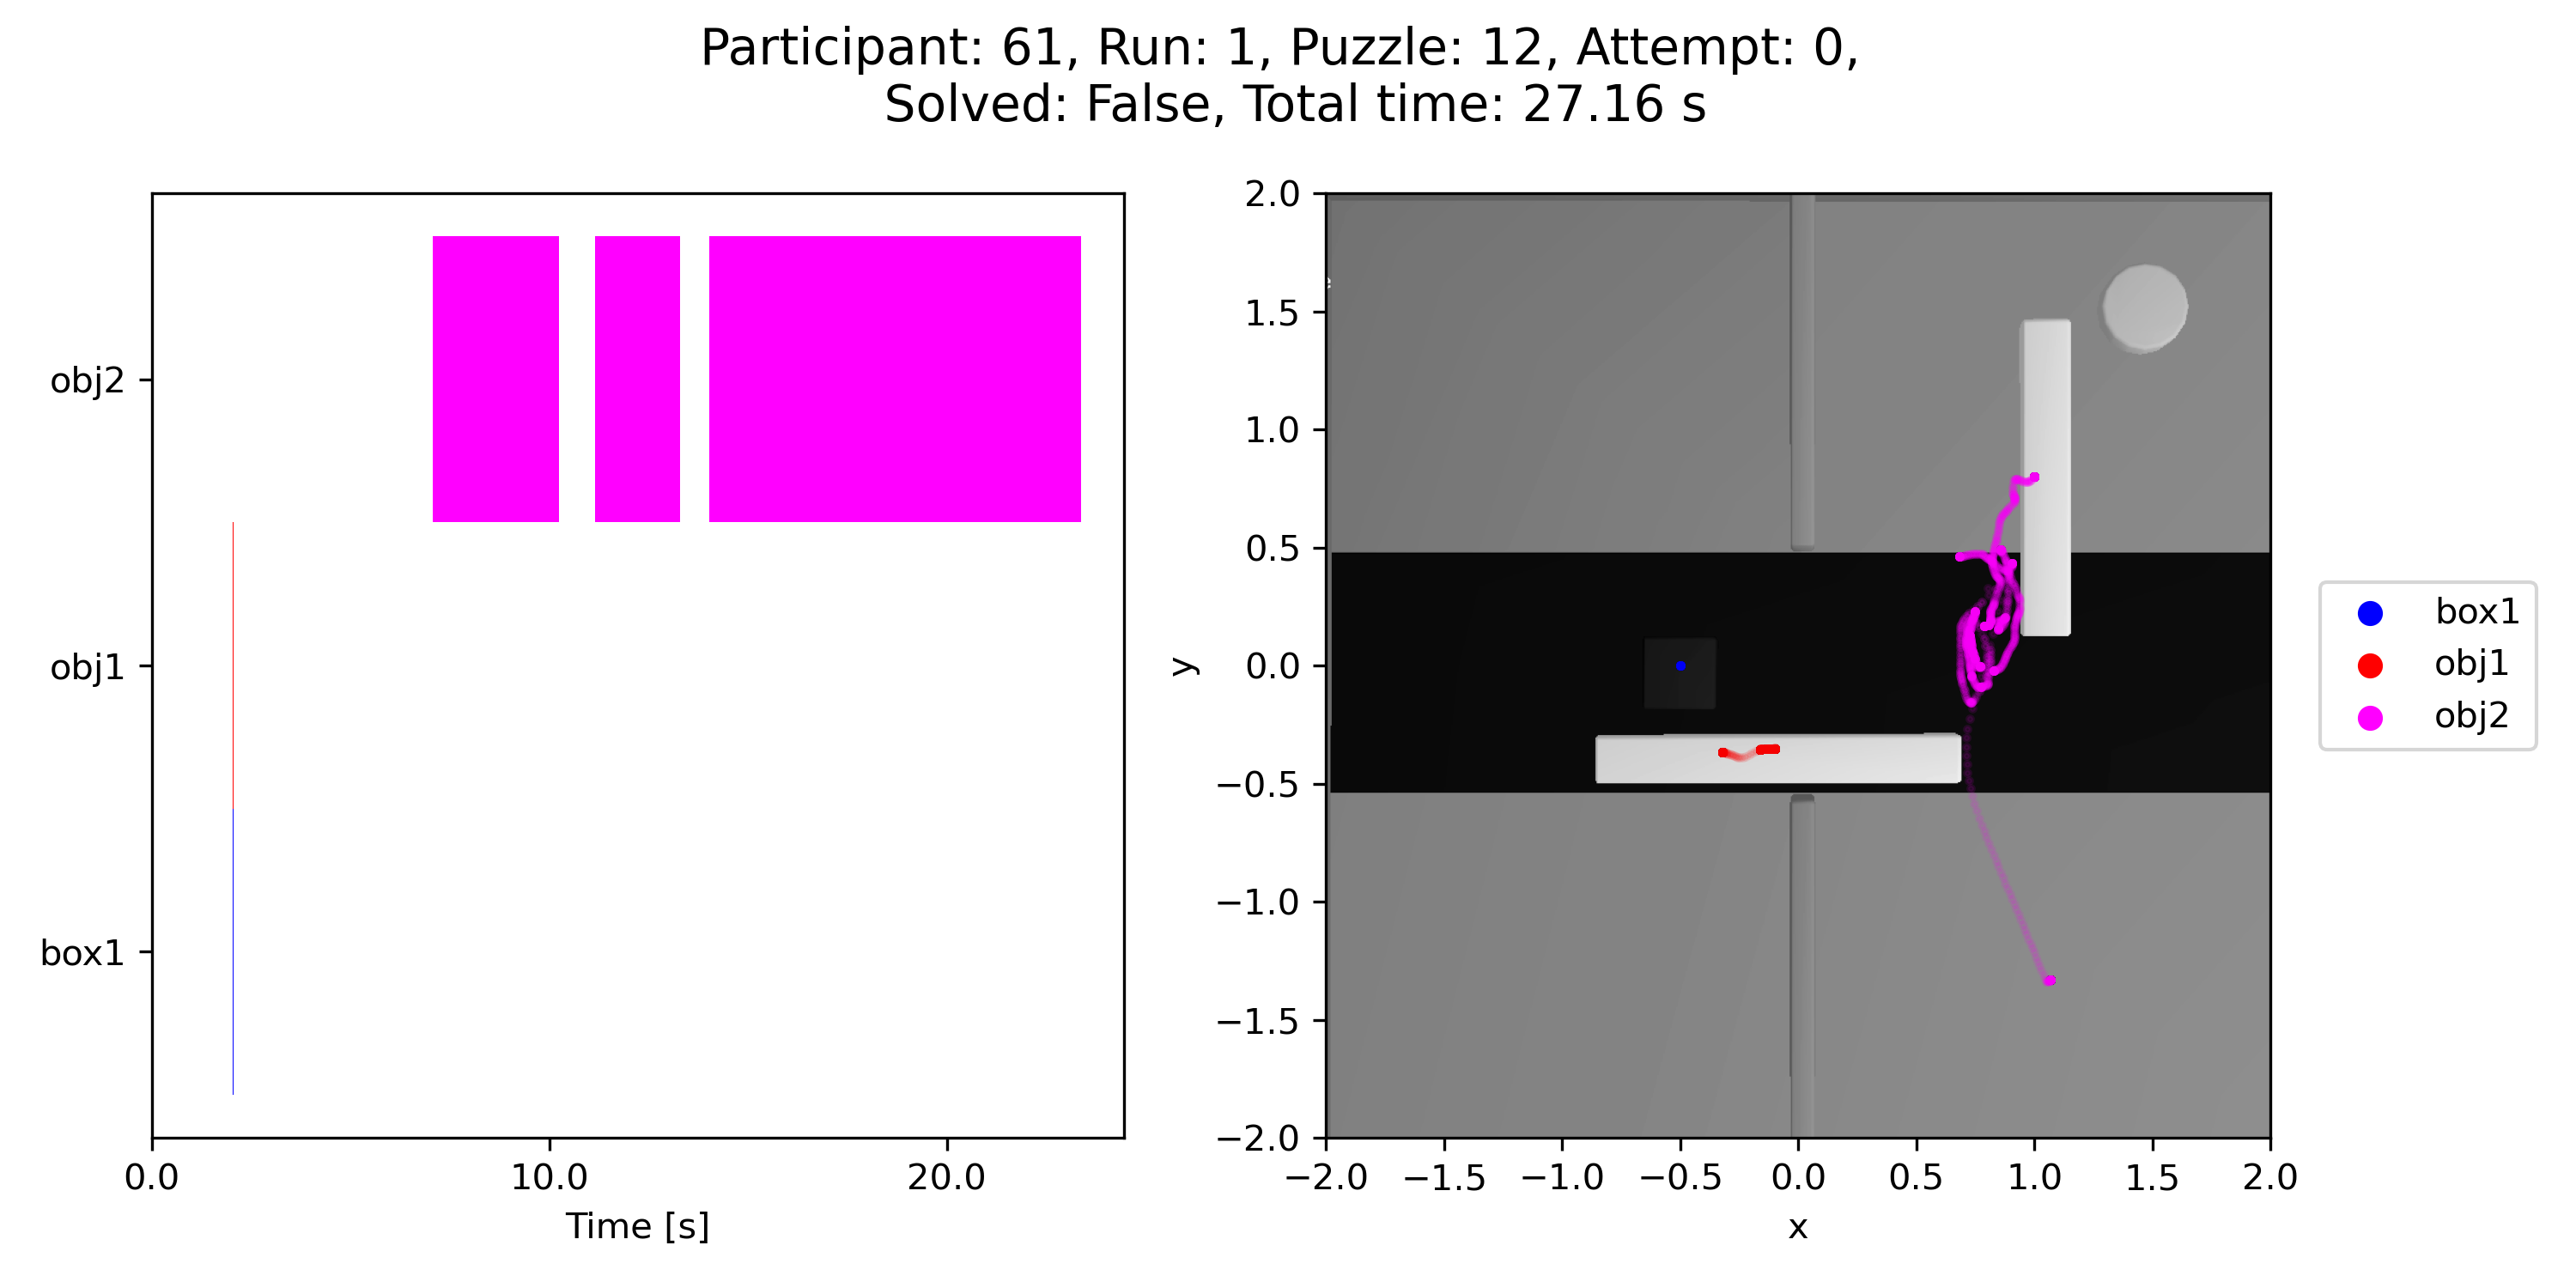 Participant: 61, Run: 1, Puzzle: 12, Attempt: 0,
Solved: False, Total time: 27.16 s
obj2
obj1
box1
0.0 10.0 20.0
Time [s]
2.0
1.5
1.0
0.5
0.0
−0.5
−1.0
−1.5
−2.0
y
−2.0 −1.5 −1.0 −0.5 0.0 0.5 1.0 1.5 2.0
x
box1
obj1
obj2